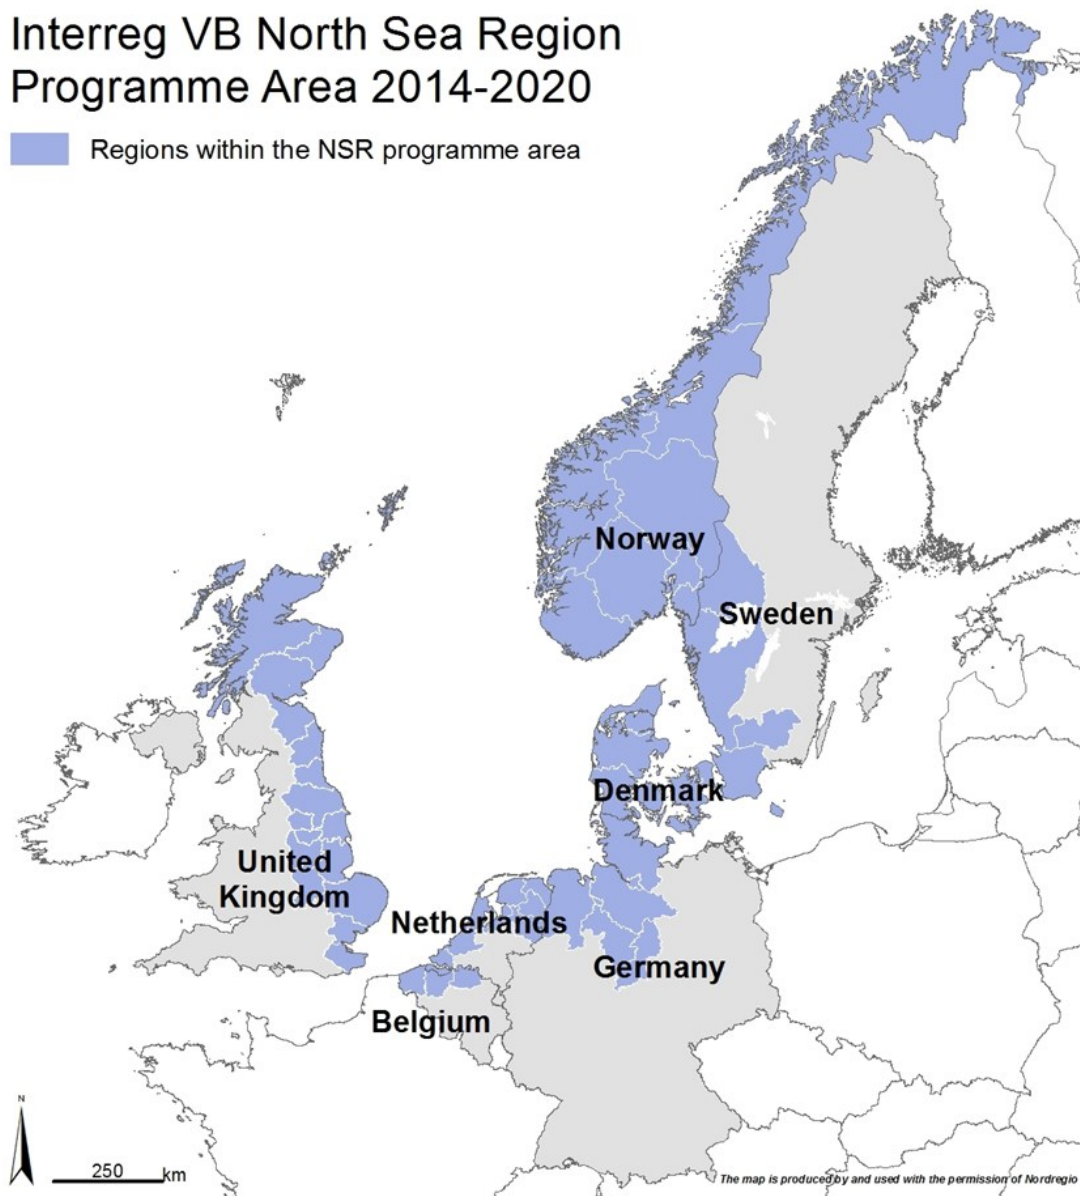 Interreg VB North Sea Region
Programme Area 2014-2020
Regions within the NSR programme area
Norway
Sweden
Denmark
United
Kingdom
Netherlands
Germany
Belgium
N
250 km
The map is produced by and used with the permission of Nordregio